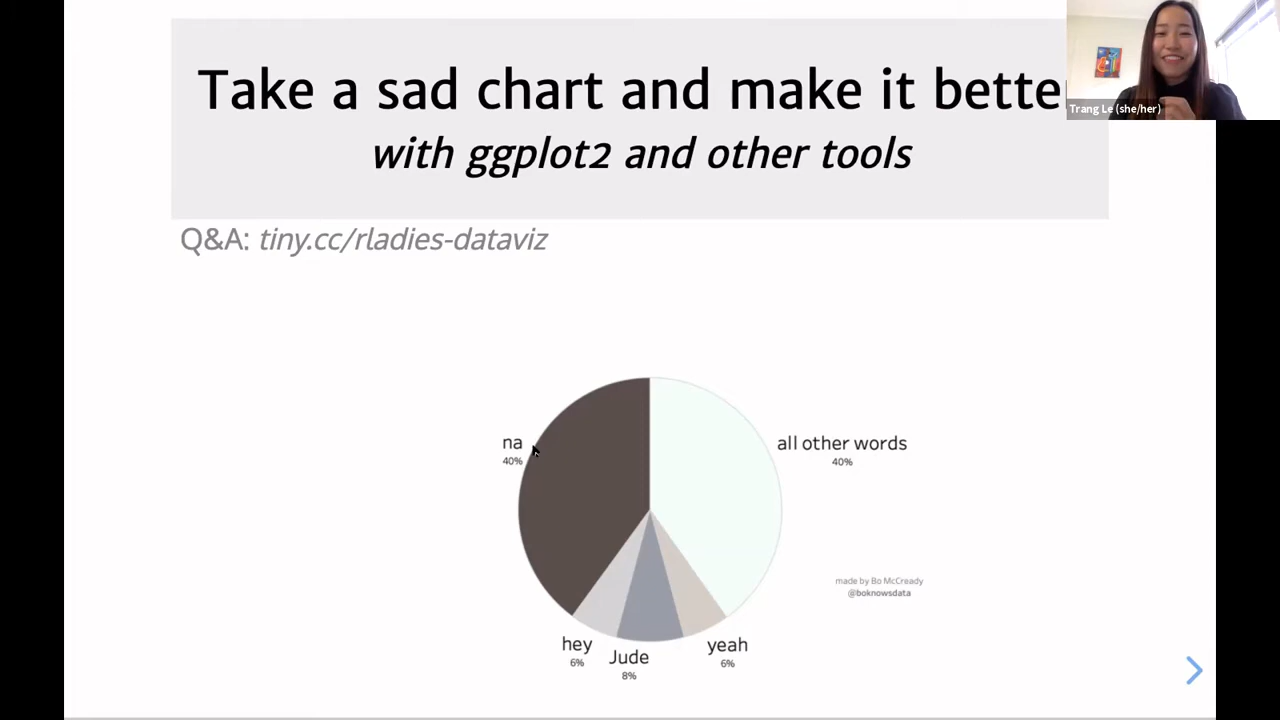 Take a sad chart and make it bette
with ggplot2 and other tools
Trang Le (she/her)
Q&A: tiny.cc/rladies-dataviz
na
40%
all other words
40%
made by Bo McCready
@boknowsdata
hey
6%
Jude
8%
yeah
6%